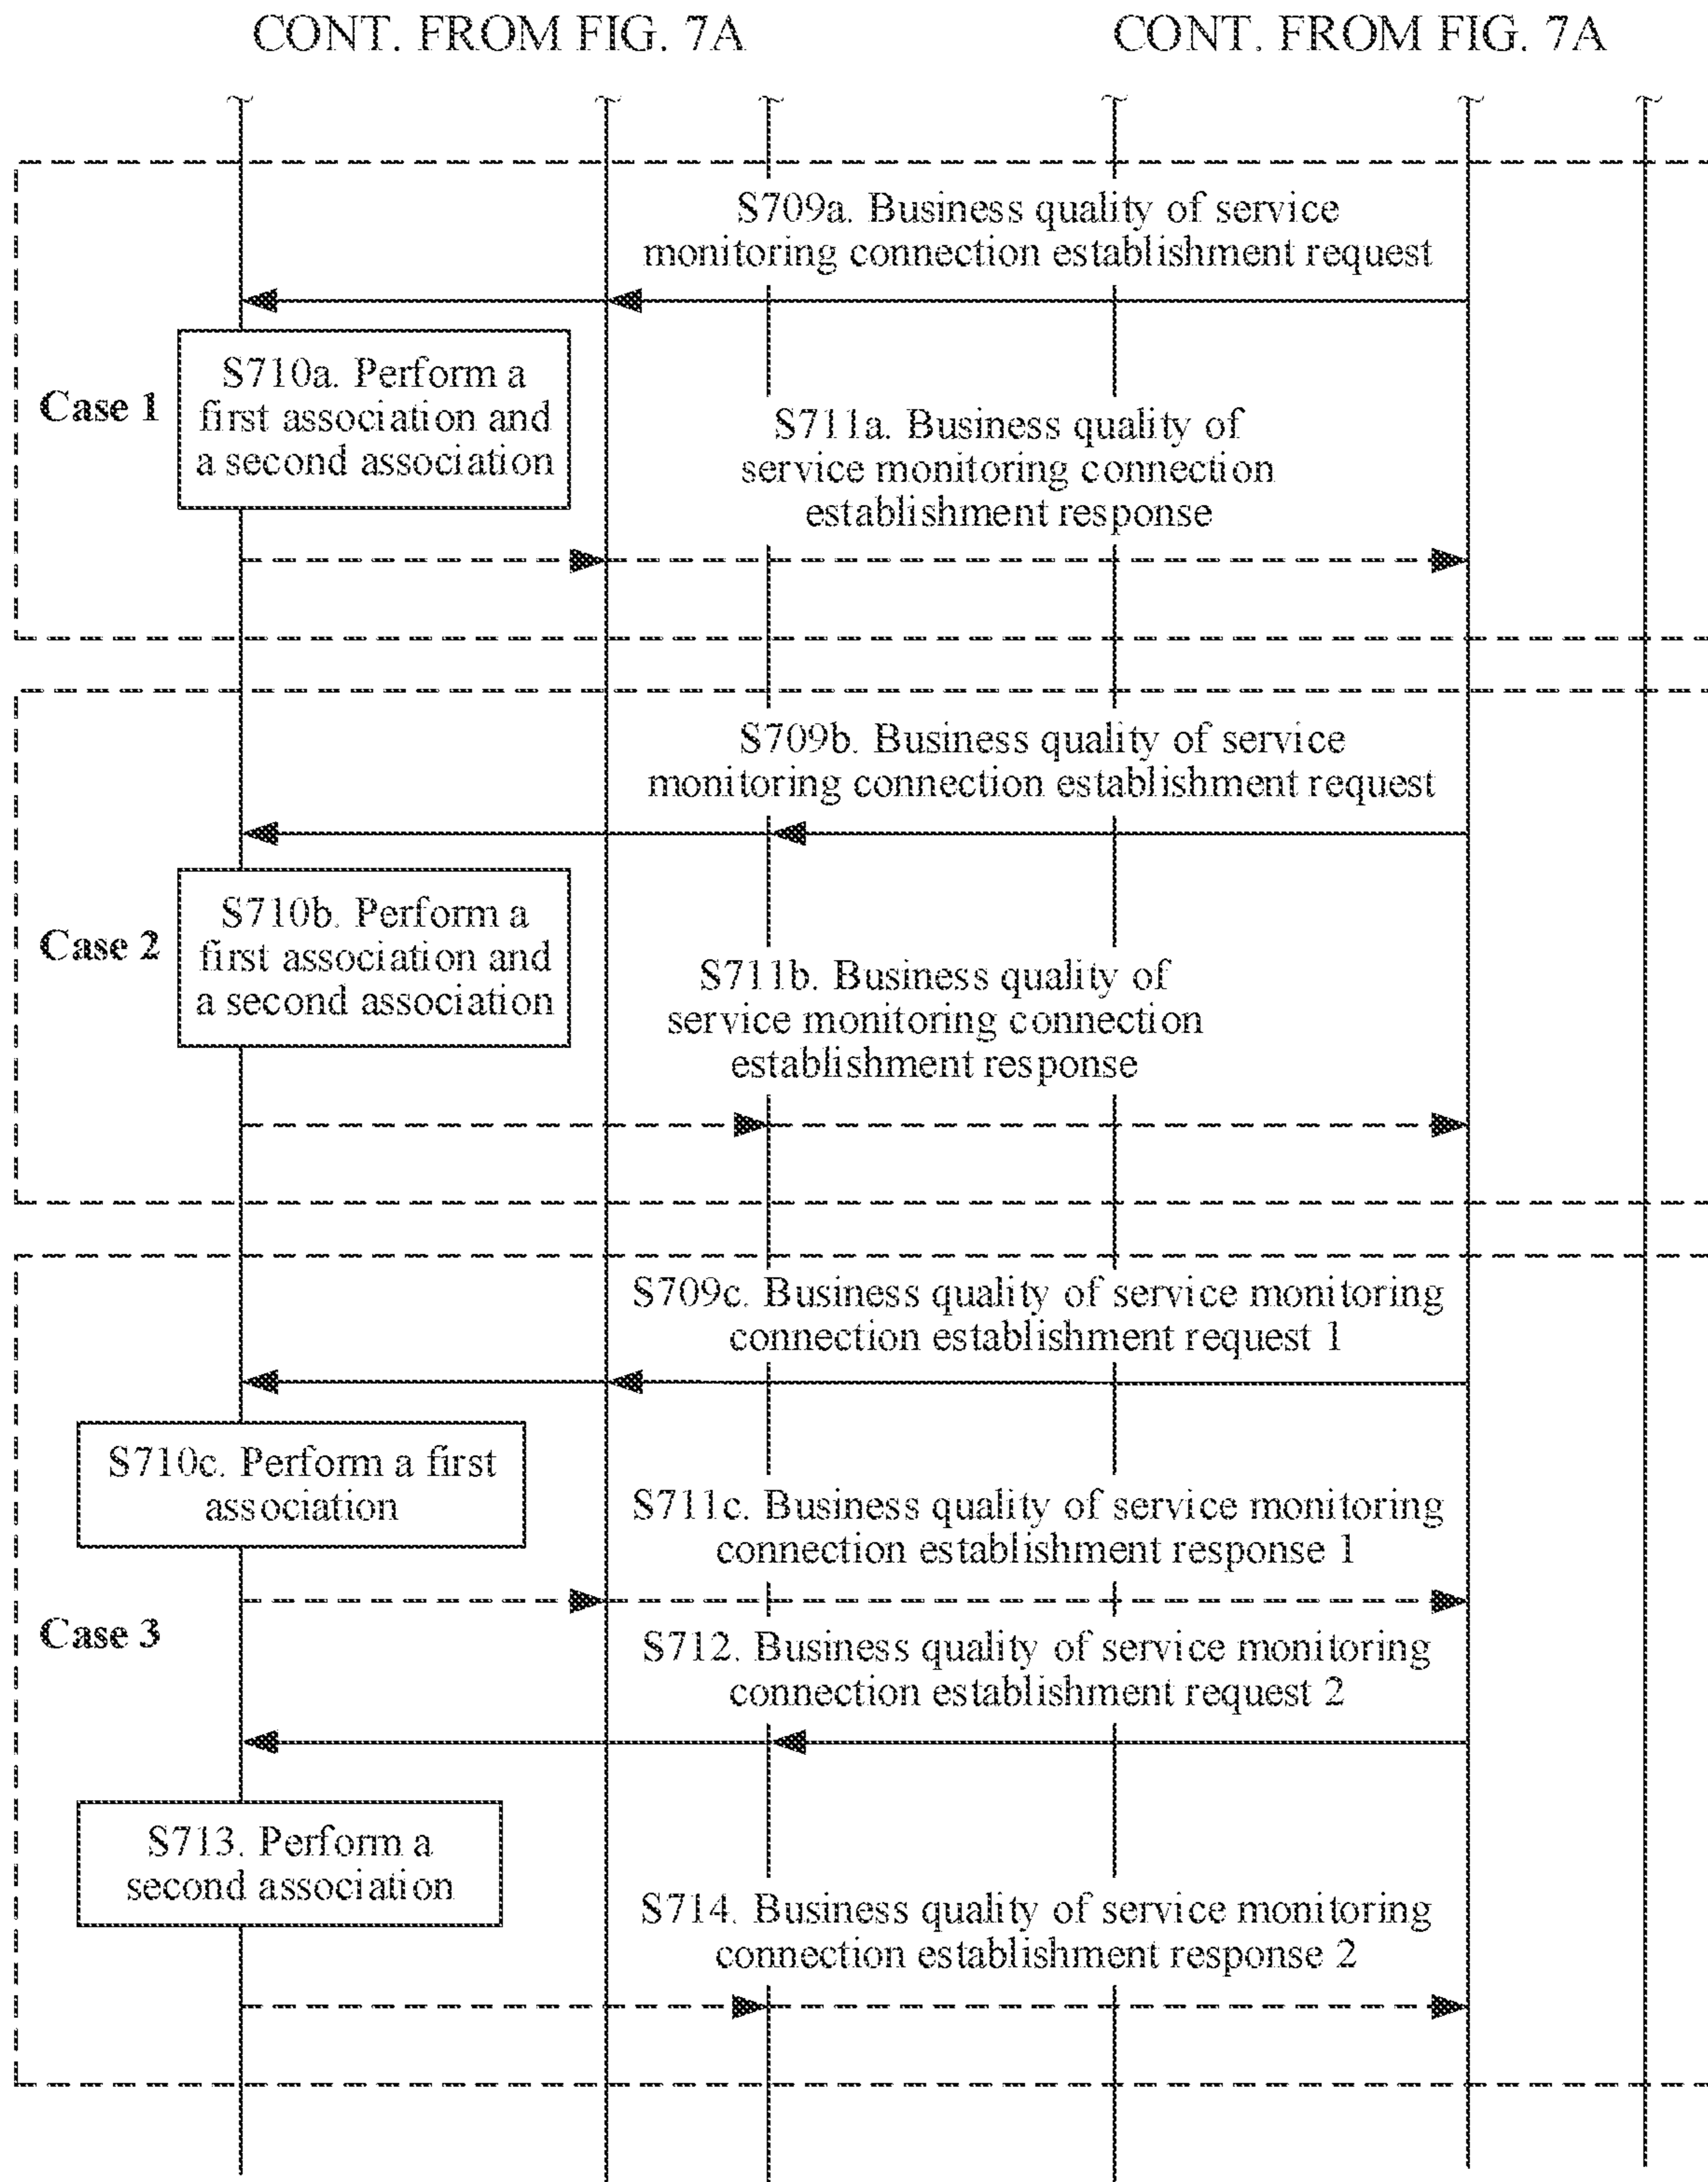 CONT. FROM FIG. 7A
CONT. FROM FIG. 7A
S709a. Business quality of service
monitoring connection establishment request
Case 1
S710a. Perform a
first association and
a second association
S711a. Business quality of
service monitoring connection
establishment response
S709b. Business quality of service
monitoring connection establishment request
Case 2
S710b. Perform a
first association and
a second association
S711b. Business quality of
service monitoring connection
establishment response
S709c. Business quality of service monitoring
connection establishment request 1
S710c. Perform a first
association
S711c. Business quality of service monitoring
connection establishment response 1
Case 3
S712. Business quality of service monitoring
connection establishment request 2
S713. Perform a
second association
S714. Business quality of service monitoring
connection establishment response 2